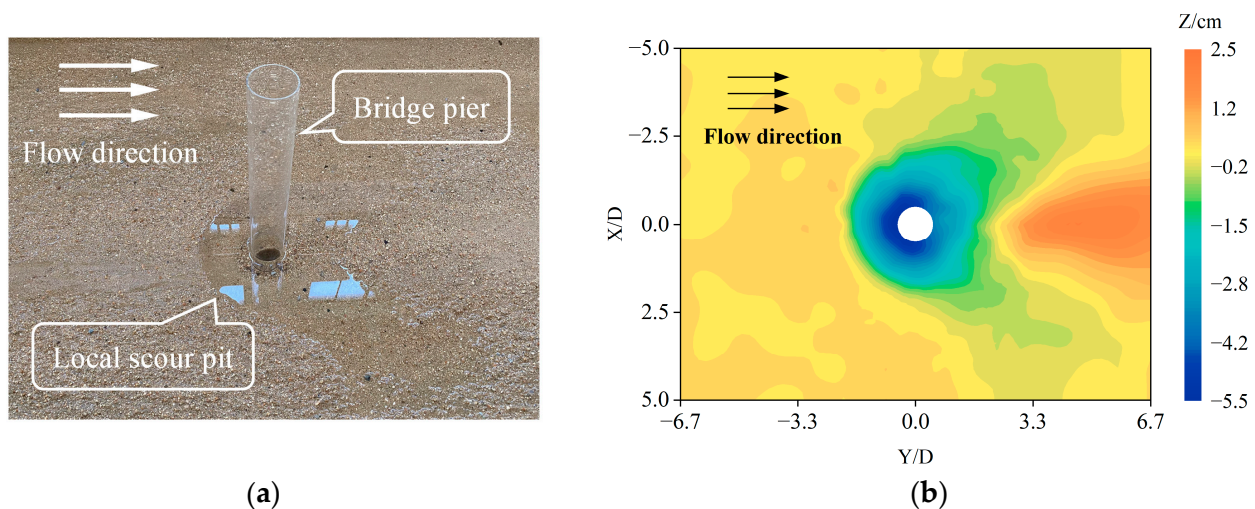 Flow direction
Bridge pier
Local scour pit
(a)
Z/cm
−5.0
−2.5
0.0
2.5
5.0
X/D
Flow direction
−6.7
−3.3
0.0
3.3
6.7
Y/D
2.5
1.2
−0.2
−1.5
−2.8
−4.2
−5.5
(b)